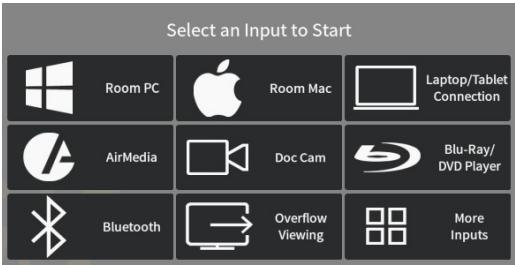 Select an Input to Start
Room PC
Room Mac
Laptop/Tablet
Connection
AirMedia
Doc Cam
Blu-Ray/
DVD Player
Bluetooth
Overflow
Viewing
More
Inputs